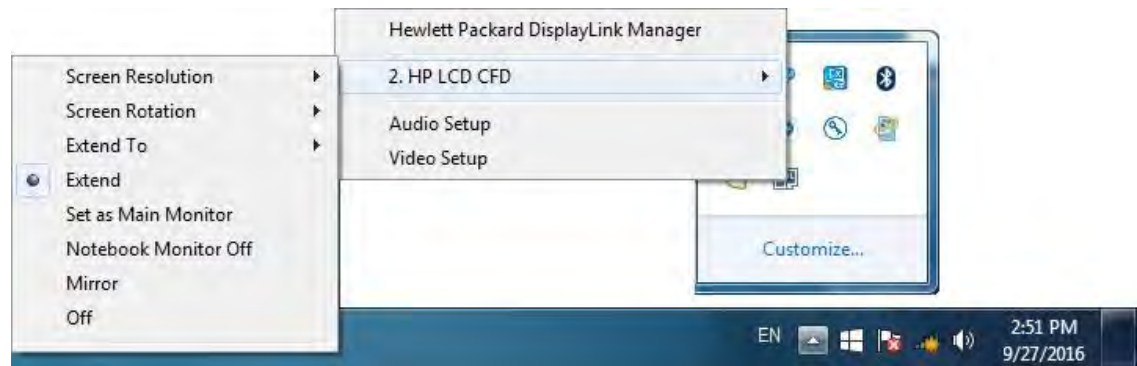 Hewlett Packard DisplayLink Manager
2. HP LCD CFD
Audio Setup
Video Setup
Screen Resolution
Screen Rotation
Extend To
Extend
Set as Main Monitor
Notebook Monitor Off
Mirror
Off
Customize...
EN
2:51 PM
9/27/2016